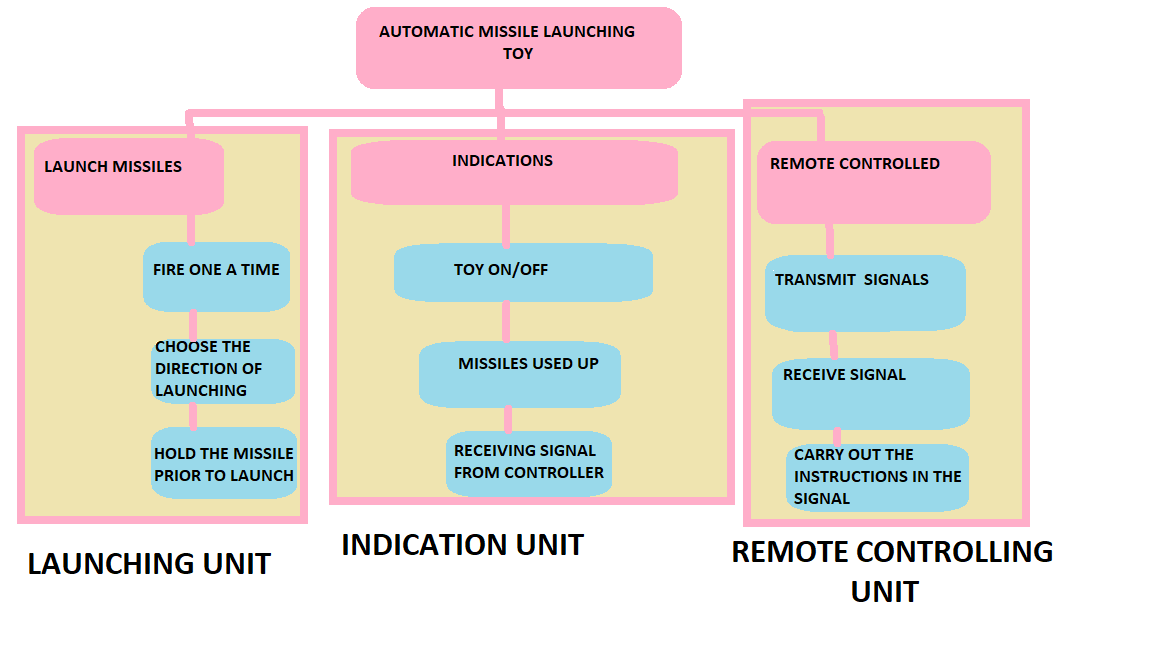 AUTOMATIC MISSILE LAUNCHING
TOY
LAUNCH MISSILES
FIRE ONE A TIME
CHOOSE THE
DIRECTION OF
LAUNCHING
HOLD THE MISSILE
PRIOR TO LAUNCH
LAUNCHING UNIT
INDICATIONS
TOY ON/OFF
MISSILES USED UP
RECEIVING SIGNAL
FROM CONTROLLER
INDICATION UNIT
REMOTE CONTROLLED
TRANSMIT SIGNALS
RECEIVE SIGNAL
CARRY OUT THE
INSTRUCTIONS IN THE
SIGNAL
REMOTE CONTROLLING
UNIT